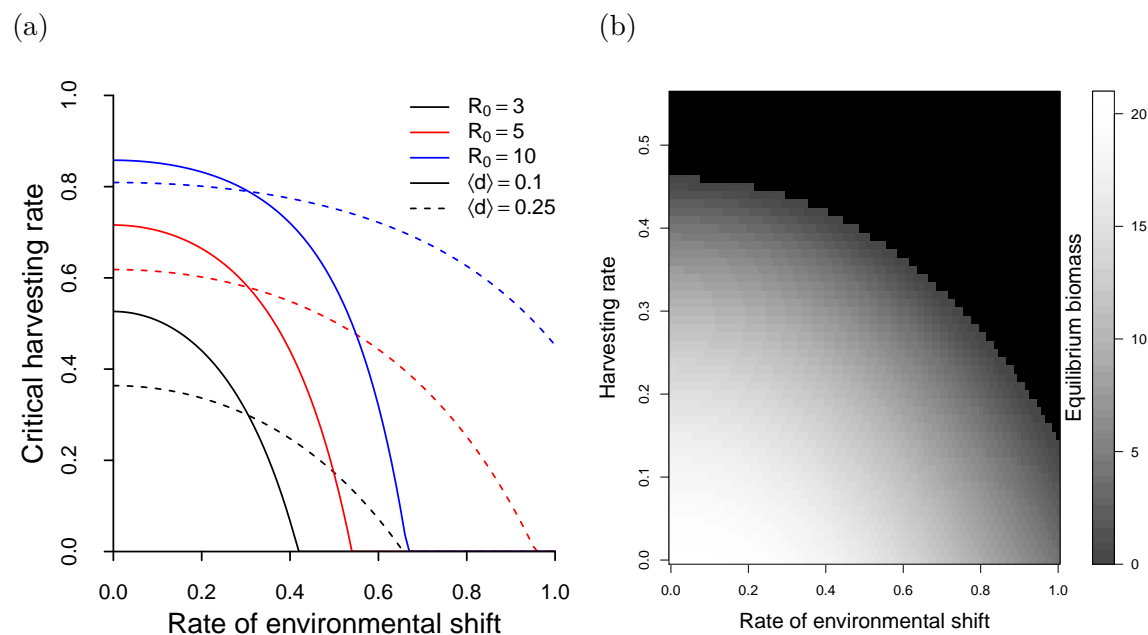 (a)
1.0
0.8
0.6
0.4
0.2
0.0
Critical harvesting rate
R₀ = 3
R₀ = 5
R₀ = 10
⟨d⟩ = 0.1
⟨d⟩ = 0.25
0.0 0.2 0.4 0.6 0.8 1.0
Rate of environmental shift
(b)
0.5
0.4
0.3
0.2
0.1
0.0
Harvesting rate
0.0 0.2 0.4 0.6 0.8 1.0
Rate of environmental shift
Equilibrium biomass
20
15
10
5
0